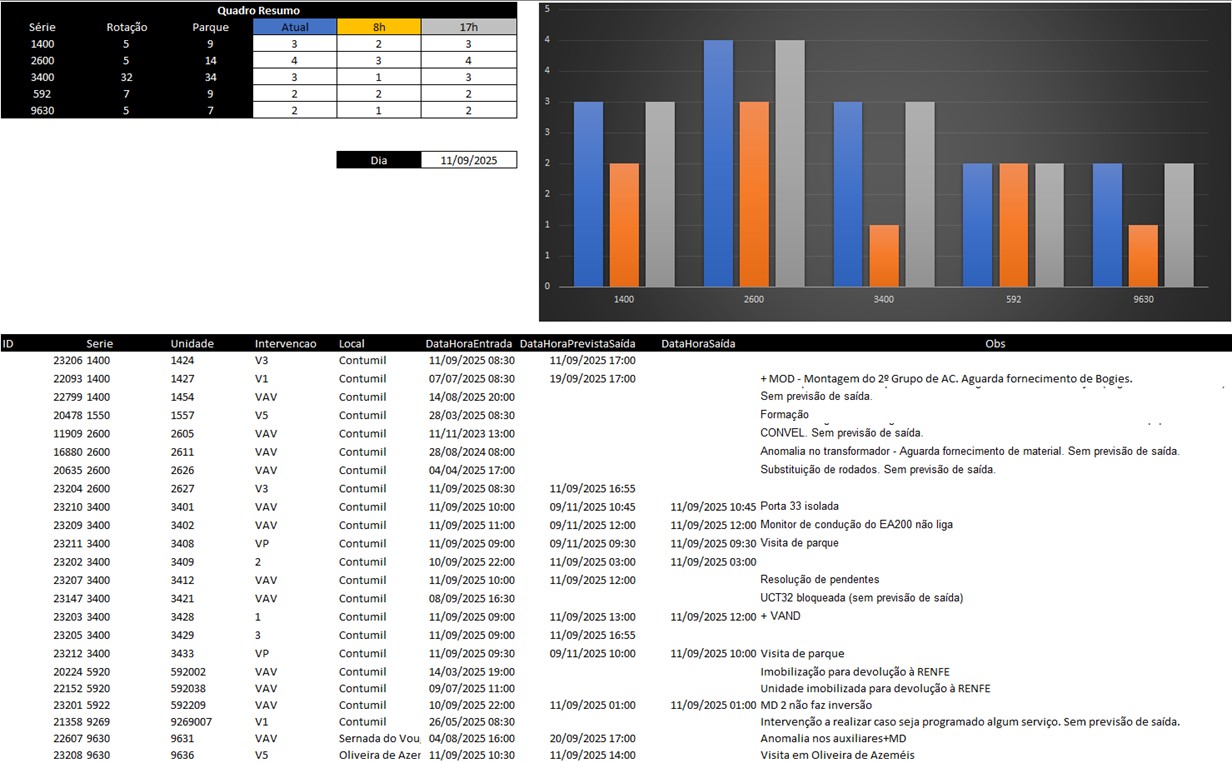 Quadro Resumo
Série Rotação Parque Atual 8h 17h
1400 5 9 3 2 3
2600 5 14 4 3 4
3400 32 34 3 1 3
592 7 9 2 2 2
9630 5 7 2 1 2
Dia 11/09/2025
5
4
4
3
3
2
2
1
1
0
1400 2600 3400 592 9630
ID Serie Unidade Intervencao Local DataHoraEntrada DataHoraPrevistaSaída DataHoraSaída Obs
23206 1400 1424 V3 Contumil 11/09/2025 08:30 11/09/2025 17:00
22093 1400 1427 V1 Contumil 07/07/2025 08:30 19/09/2025 17:00 + MOD - Montagem do 2º Grupo de AC. Aguarda fornecimento de Bogies.
22799 1400 1454 VAV Contumil 14/08/2025 20:00 Sem previsão de saída.
20478 1550 1557 V5 Contumil 28/03/2025 08:30 Formação
11909 2600 2605 VAV Contumil 11/11/2023 13:00 CONVEL. Sem previsão de saída.
16880 2600 2611 VAV Contumil 28/08/2024 08:00 Anomalia no transformador - Aguarda fornecimento de material. Sem previsão de saída.
20635 2600 2626 VAV Contumil 04/04/2025 17:00 Substituição de rodados. Sem previsão de saída.
23204 2600 2627 V3 Contumil 11/09/2025 08:30 11/09/2025 16:55
23210 3400 3401 VAV Contumil 11/09/2025 10:00 09/11/2025 10:45 11/09/2025 10:45 Porta 33 isolada
23209 3400 3402 VAV Contumil 11/09/2025 11:00 09/11/2025 12:00 11/09/2025 12:00 Monitor de condução do EA200 não liga
23211 3400 3408 VP Contumil 11/09/2025 09:00 09/11/2025 09:30 11/09/2025 09:30 Visita de parque
23202 3400 3409 2 Contumil 10/09/2025 22:00 11/09/2025 03:00 11/09/2025 03:00
23207 3400 3412 VAV Contumil 11/09/2025 10:00 11/09/2025 12:00 Resolução de pendentes
23147 3400 3421 VAV Contumil 08/09/2025 16:30 UCT32 bloqueada (sem previsão de saída)
23203 3400 3428 1 Contumil 11/09/2025 09:00 11/09/2025 13:00 11/09/2025 12:00 + VAND
23205 3400 3429 3 Contumil 11/09/2025 09:00 11/09/2025 16:55
23212 3400 3433 VP Contumil 11/09/2025 09:30 09/11/2025 10:00 11/09/2025 10:00 Visita de parque
20224 5920 592002 VAV Contumil 14/03/2025 19:00 Imobilização para devolução à RENFE
22152 5920 592038 VAV Contumil 09/07/2025 11:00 Unidade imobilizada para devolução à RENFE
23201 5922 592209 VAV Contumil 10/09/2025 22:00 11/09/2025 01:00 11/09/2025 01:00 MD 2 não faz inversão
21358 9269 9269007 V1 Contumil 26/05/2025 08:30 Intervenção a realizar caso seja programado algum serviço. Sem previsão de saída.
22607 9630 9631 VAV Sernada do Vou 04/08/2025 16:00 20/09/2025 17:00 Anomalia nos auxiliares+MD
23208 9630 9636 V5 Oliveira de Azer 11/09/2025 10:30 11/09/2025 14:00 Visita em Oliveira de Azeméis